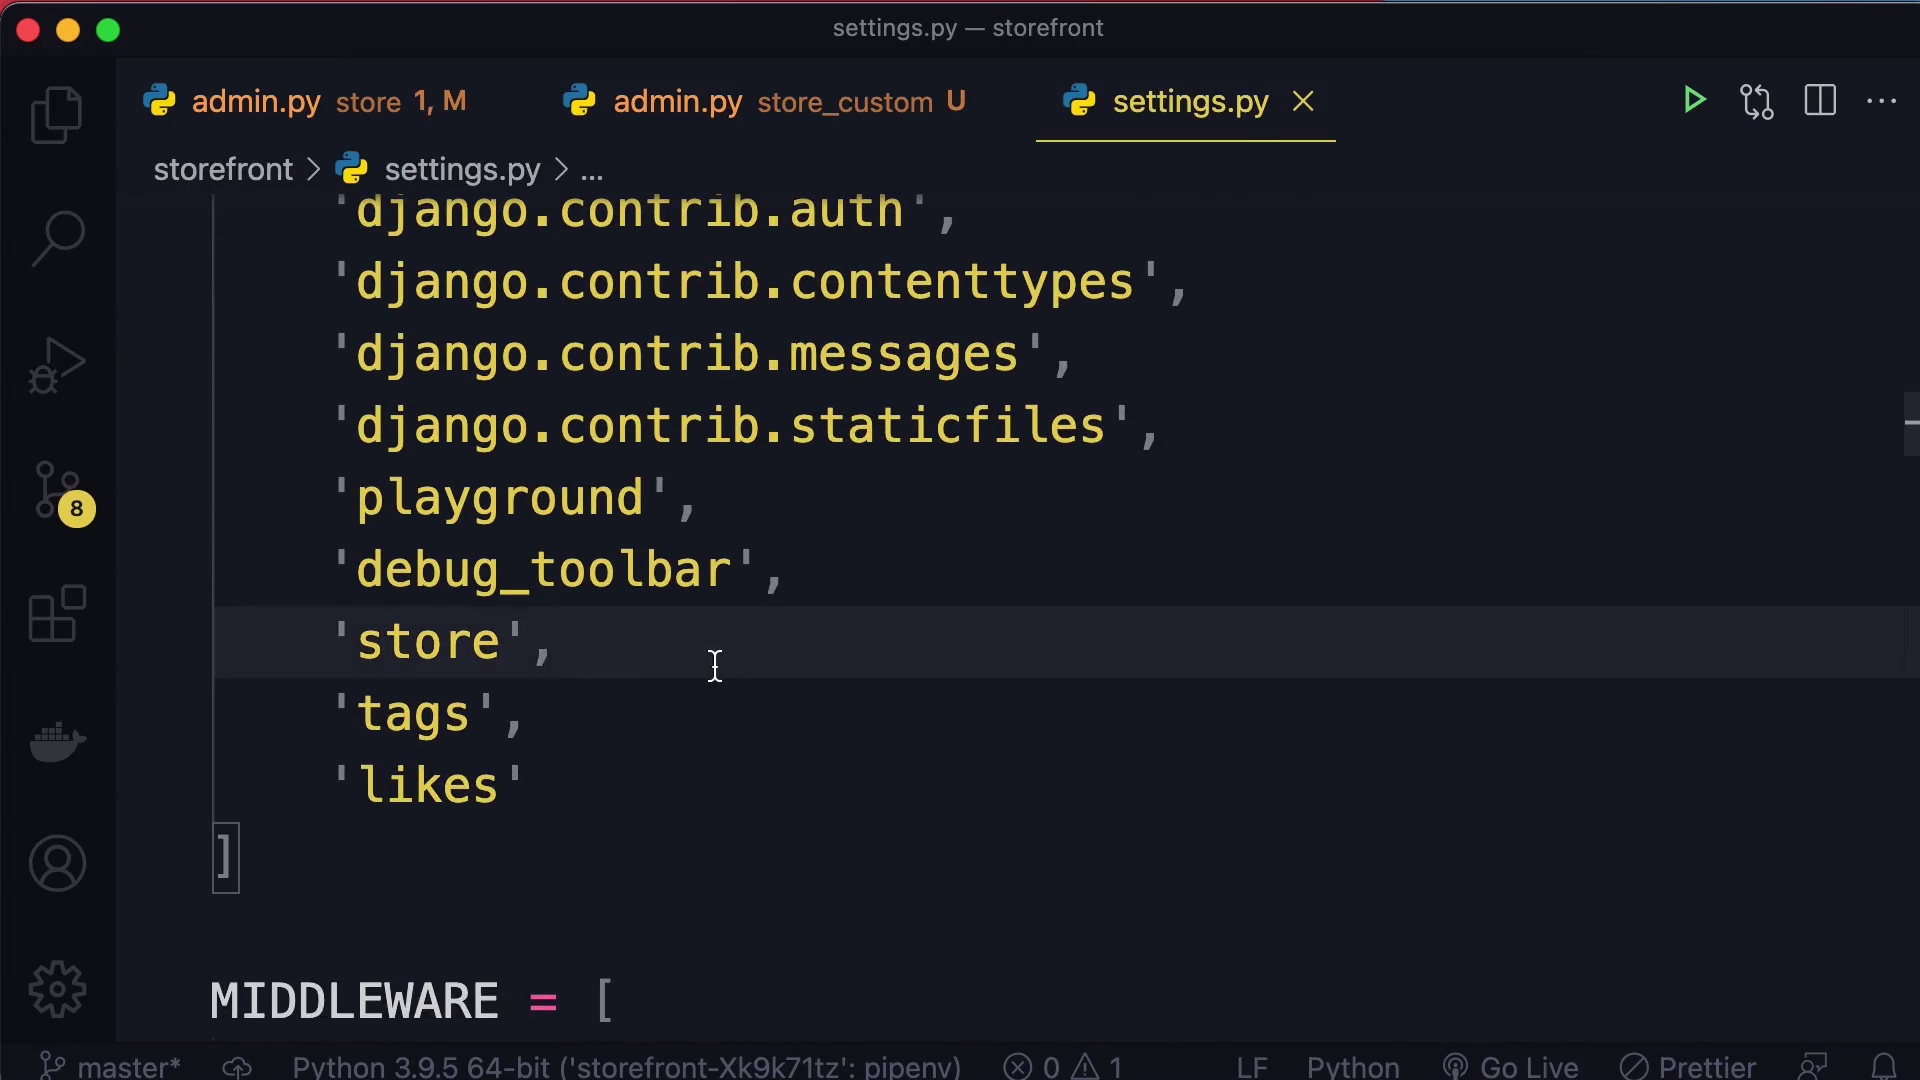 settings.py — storefront
admin.py store 1, M admin.py store_custom U settings.py
storefront > settings.py > ...
'django.contrib.auth',
'django.contrib.contenttypes',
'django.contrib.messages',
'django.contrib.staticfiles',
'playground',
'debug_toolbar',
'store',
'tags',
'likes'
]
MIDDLEWARE = [
8
master* Python 3.9.5 64-bit ('storefront-Xk9k71tz': pipenv) 0 1 LF Python Go Live Prettier